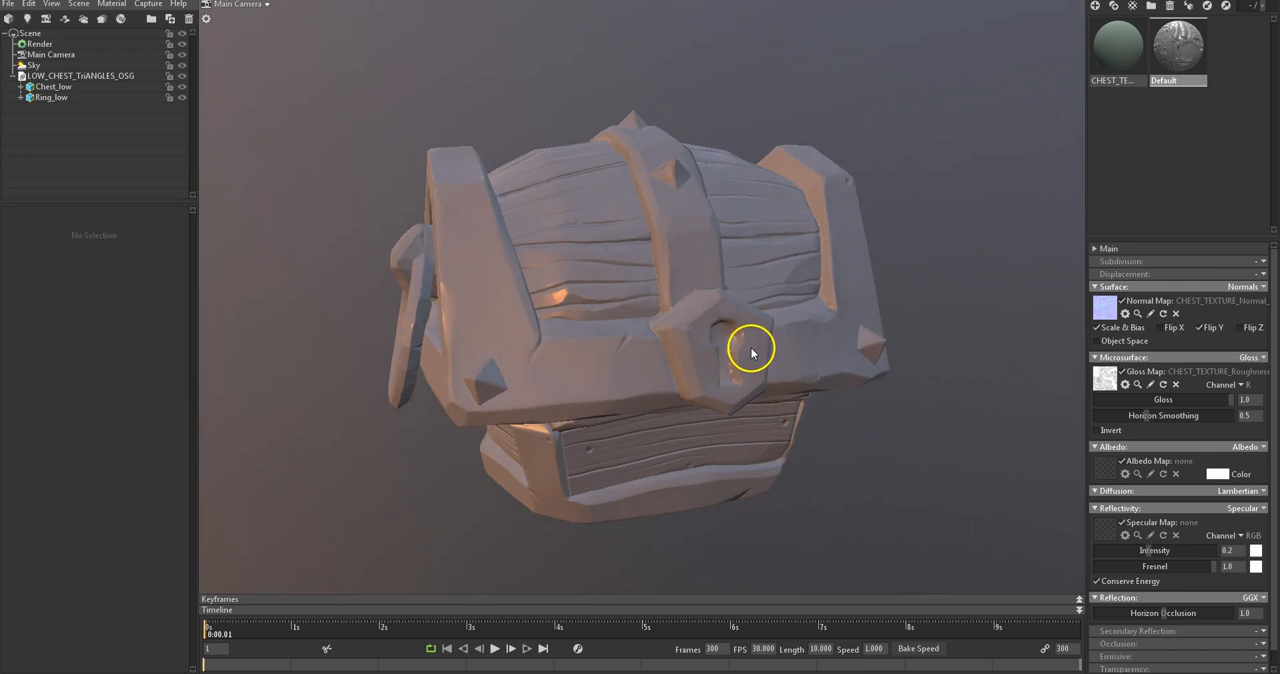 File Edit View Scene Material Capture Help
Scene
Render
Main Camera
Sky
LOW_CHEST_TriANGLES_OSG
Chest_low
Ring_low
No Selection
Main Camera
Keyframes
Timeline
0s 1s 2s 3s 4s 5s 6s 7s 8s 9s
0:00.01
1 Frames 300 FPS 30.000 Length 10.000 Speed 1.000 Bake Speed 300
- /
CHEST_TE... Default
Main
Subdivision: -
Displacement: -
Surface: Normals
Normal Map: CHEST_TEXTURE_Normal_
Scale & Bias Flip X Flip Y Flip Z
Object Space
Microsurface: Gloss
Gloss Map: CHEST_TEXTURE_Roughness
Channel R
Gloss 1.0
Horizon Smoothing 0.5
Invert
Albedo: Albedo
Albedo Map: none
Color
Diffusion: Lambertian
Reflectivity: Specular
Specular Map: none
Channel RGB
Intensity 0.2
Fresnel 1.0
Conserve Energy
Reflection: GGX
Horizon Occlusion 1.0
Secondary Reflection: -
Occlusion: -
Emissive: -
Transparency: -